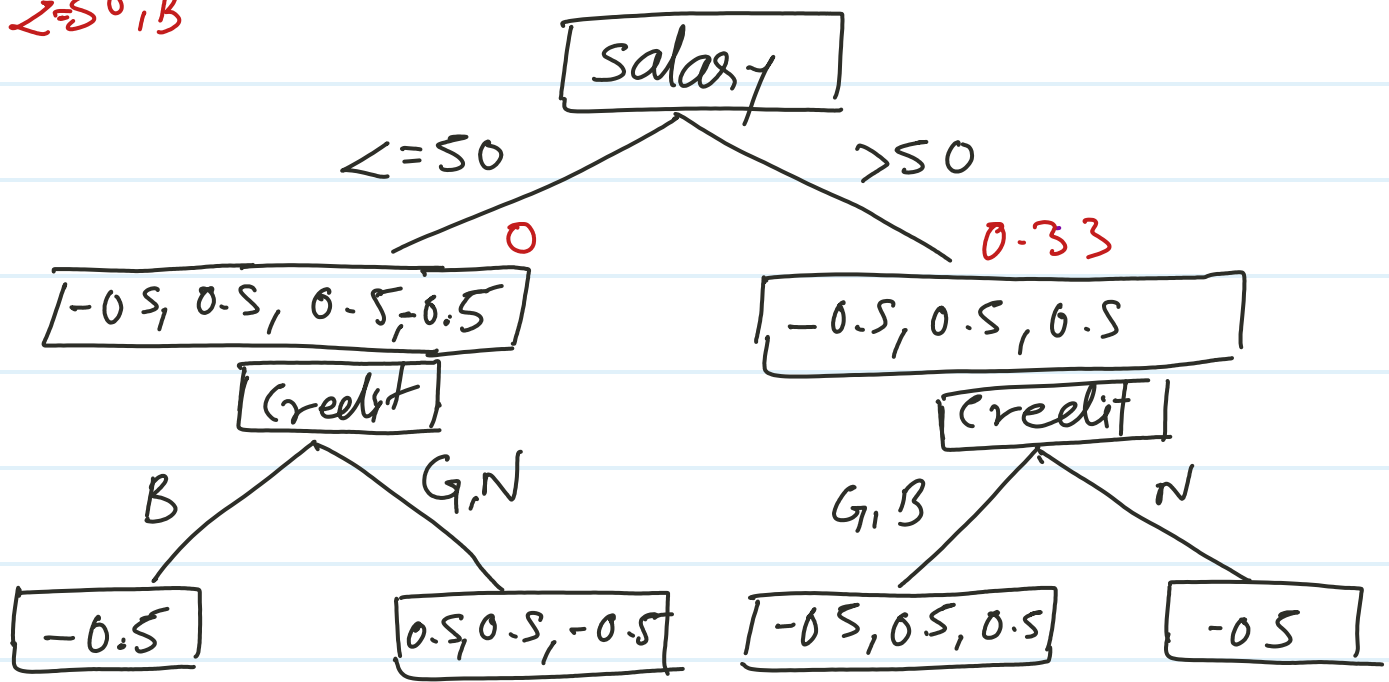 <=50, B
Salary
<=50 >50
0 0.33
-0 5, 0.5, 0.5,-0.5 -0.5, 0.5, 0.5
Credit Credit
B G,N G,B N
-0.5 0.5, 0.5, -0.5 -0 5, 0.5, 0.5 -0 5